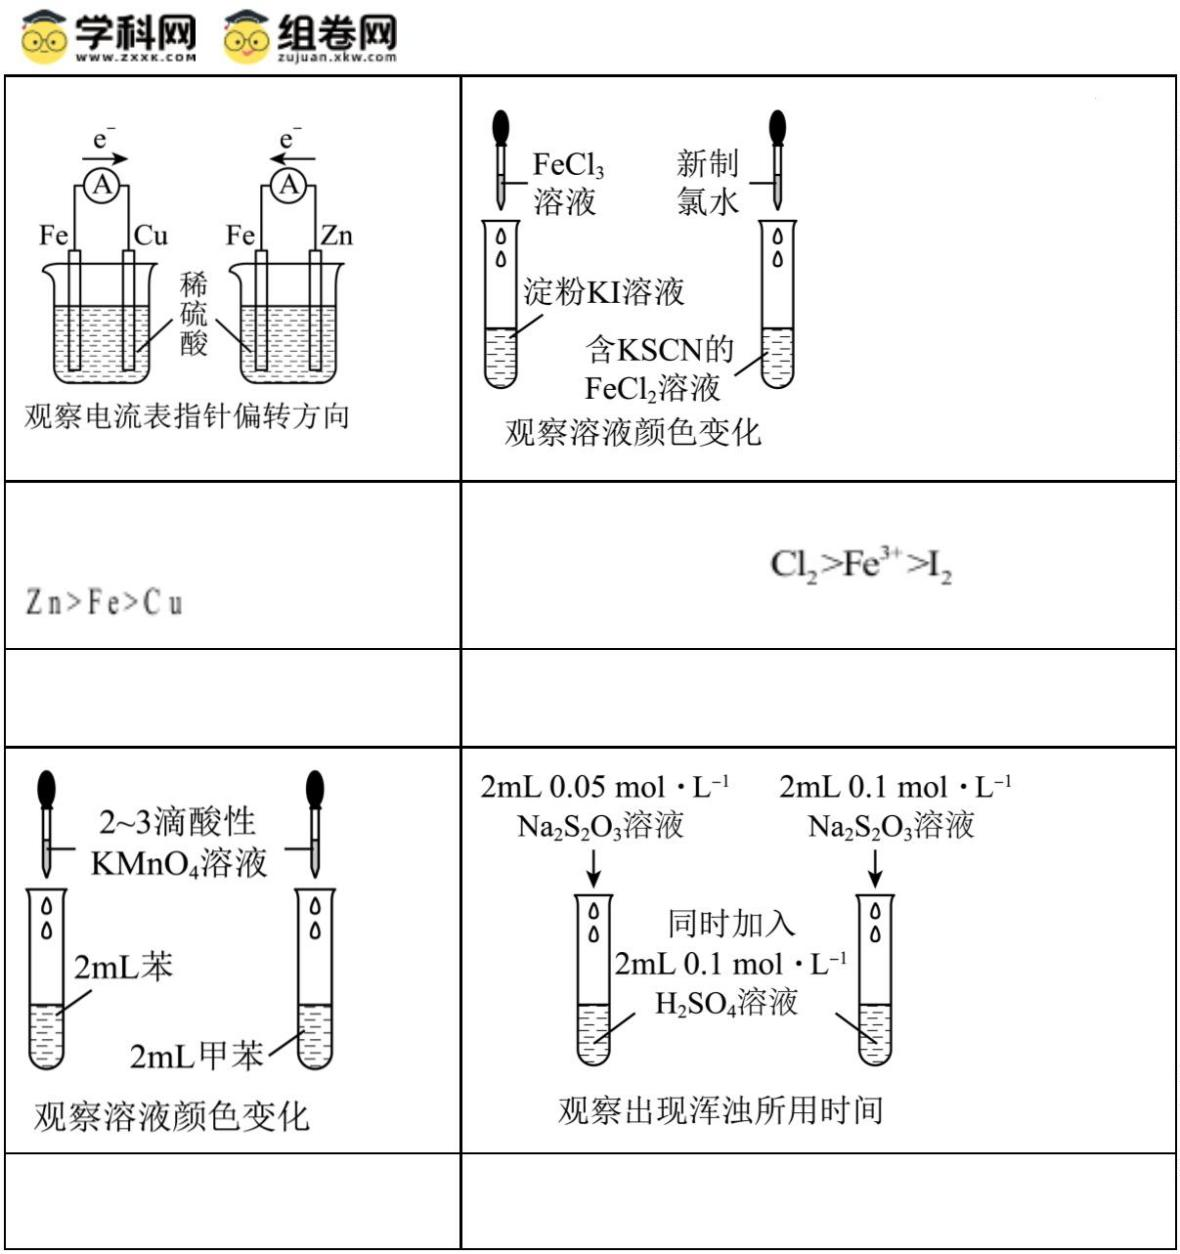 学科网 组卷网
www.zxxk.com zujuan.xkw.com
e⁻ e⁻
A A
Fe Cu Fe Zn
稀硫酸
观察电流表指针偏转方向
FeCl₃溶液
新制氯水
淀粉KI溶液
含KSCN的
FeCl₂溶液
观察溶液颜色变化
Zn>Fe>Cu
Cl₂>Fe³⁺>I₂
2~3滴酸性
KMnO₄溶液
2mL苯
2mL甲苯
观察溶液颜色变化
2mL 0.05 mol·L⁻¹ 2mL 0.1 mol·L⁻¹
Na₂S₂O₃溶液 Na₂S₂O₃溶液
同时加入
2mL 0.1 mol·L⁻¹
H₂SO₄溶液
观察出现浑浊所用时间